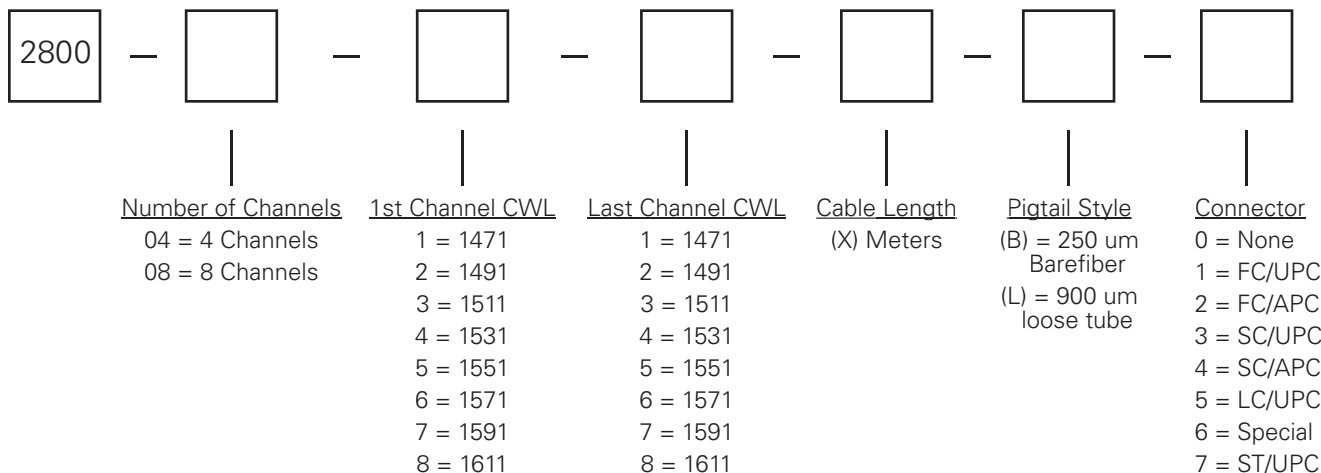 2800 – – – – – –
Number of Channels
04 = 4 Channels
08 = 8 Channels
1st Channel CWL
1 = 1471
2 = 1491
3 = 1511
4 = 1531
5 = 1551
6 = 1571
7 = 1591
8 = 1611
Last Channel CWL
1 = 1471
2 = 1491
3 = 1511
4 = 1531
5 = 1551
6 = 1571
7 = 1591
8 = 1611
Cable Length
(X) Meters
Pigtail Style
(B) = 250 um
Barefiber
(L) = 900 um
loose tube
Connector
0 = None
1 = FC/UPC
2 = FC/APC
3 = SC/UPC
4 = SC/APC
5 = LC/UPC
6 = Special
7 = ST/UPC